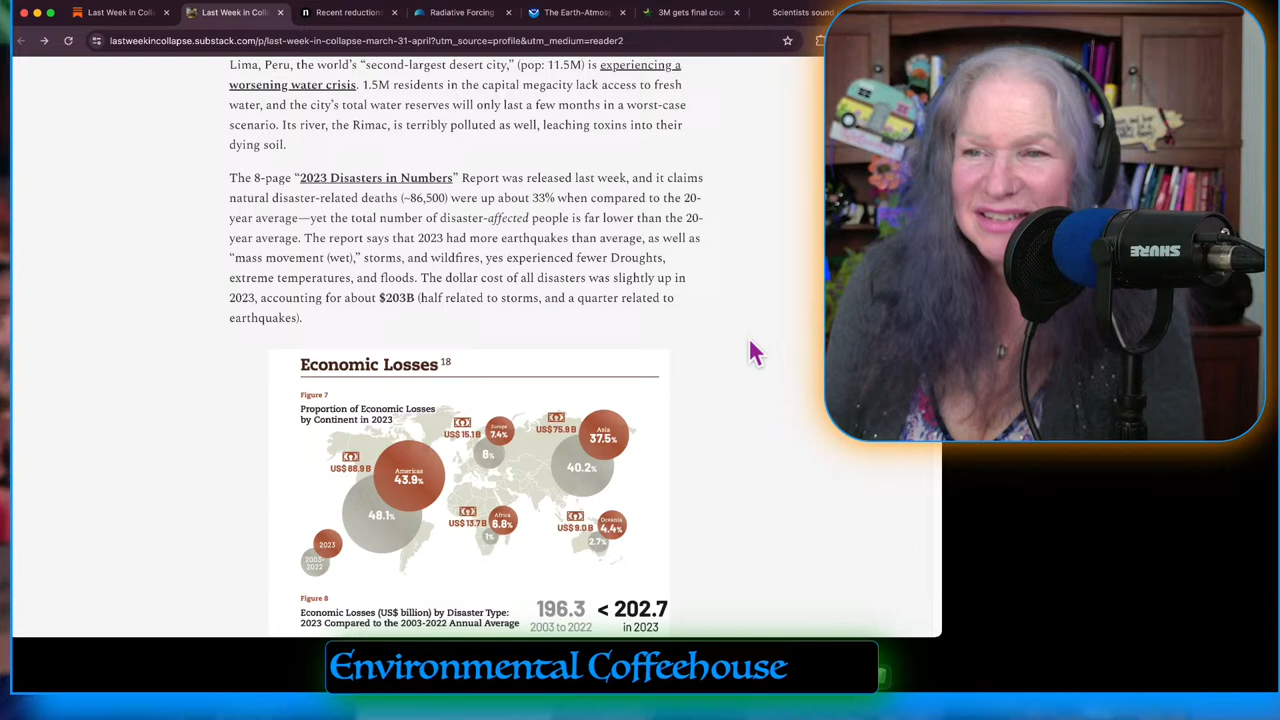 Last Week in Colla
Last Week in Colla
Recent reductions
Radiative Forcing
The Earth-Atmos
3M gets final cou
Scientists sound
lastweekincollapse.substack.com/p/last-week-in-collapse-march-31-april?utm_source=profile&utm_medium=reader2
Lima, Peru, the world's “second-largest desert city,” (pop: 11.5M) is experiencing a
worsening water crisis. 1.5M residents in the capital megacity lack access to fresh
water, and the city's total water reserves will only last a few months in a worst-case
scenario. Its river, the Rimac, is terribly polluted as well, leaching toxins into their
dying soil.
The 8-page “2023 Disasters in Numbers” Report was released last week, and it claims
natural disaster-related deaths (~86,500) were up about 33% when compared to the 20-
year average—yet the total number of disaster-affected people is far lower than the 20-
year average. The report says that 2023 had more earthquakes than average, as well as
“mass movement (wet),” storms, and wildfires, yes experienced fewer Droughts,
extreme temperatures, and floods. The dollar cost of all disasters was slightly up in
2023, accounting for about $203B (half related to storms, and a quarter related to
earthquakes).
Economic Losses 18
Figure 7
Proportion of Economic Losses
by Continent in 2023
US$ 88.9 B
Americas
43.9%
48.1%
US$ 15.1 B
Europe
7.4%
8%
US$ 75.9 B
Asia
37.5%
40.2%
US$ 13.7 B
Africa
6.8%
1%
US$ 9.0 B
Oceania
4.4%
2.7%
2023
2003-
2022
Figure 8
Economic Losses (US$ billion) by Disaster Type:
2023 Compared to the 2003-2022 Annual Average
196.3 < 202.7
2003 to 2022 in 2023
SHURE
Environmental Coffeehouse